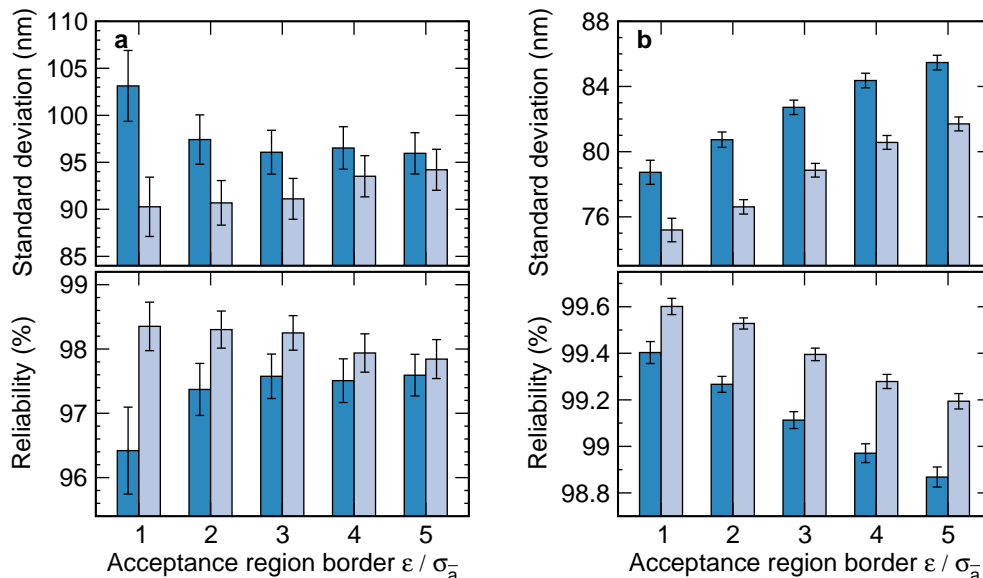 a
Standard deviation (nm)
110
105
100
95
90
85
Reliability (%)
99
98
97
96
1 2 3 4 5
Acceptance region border ε / σa̅
b
Standard deviation (nm)
88
84
80
76
Reliability (%)
99.6
99.4
99.2
99
98.8
1 2 3 4 5
Acceptance region border ε / σa̅